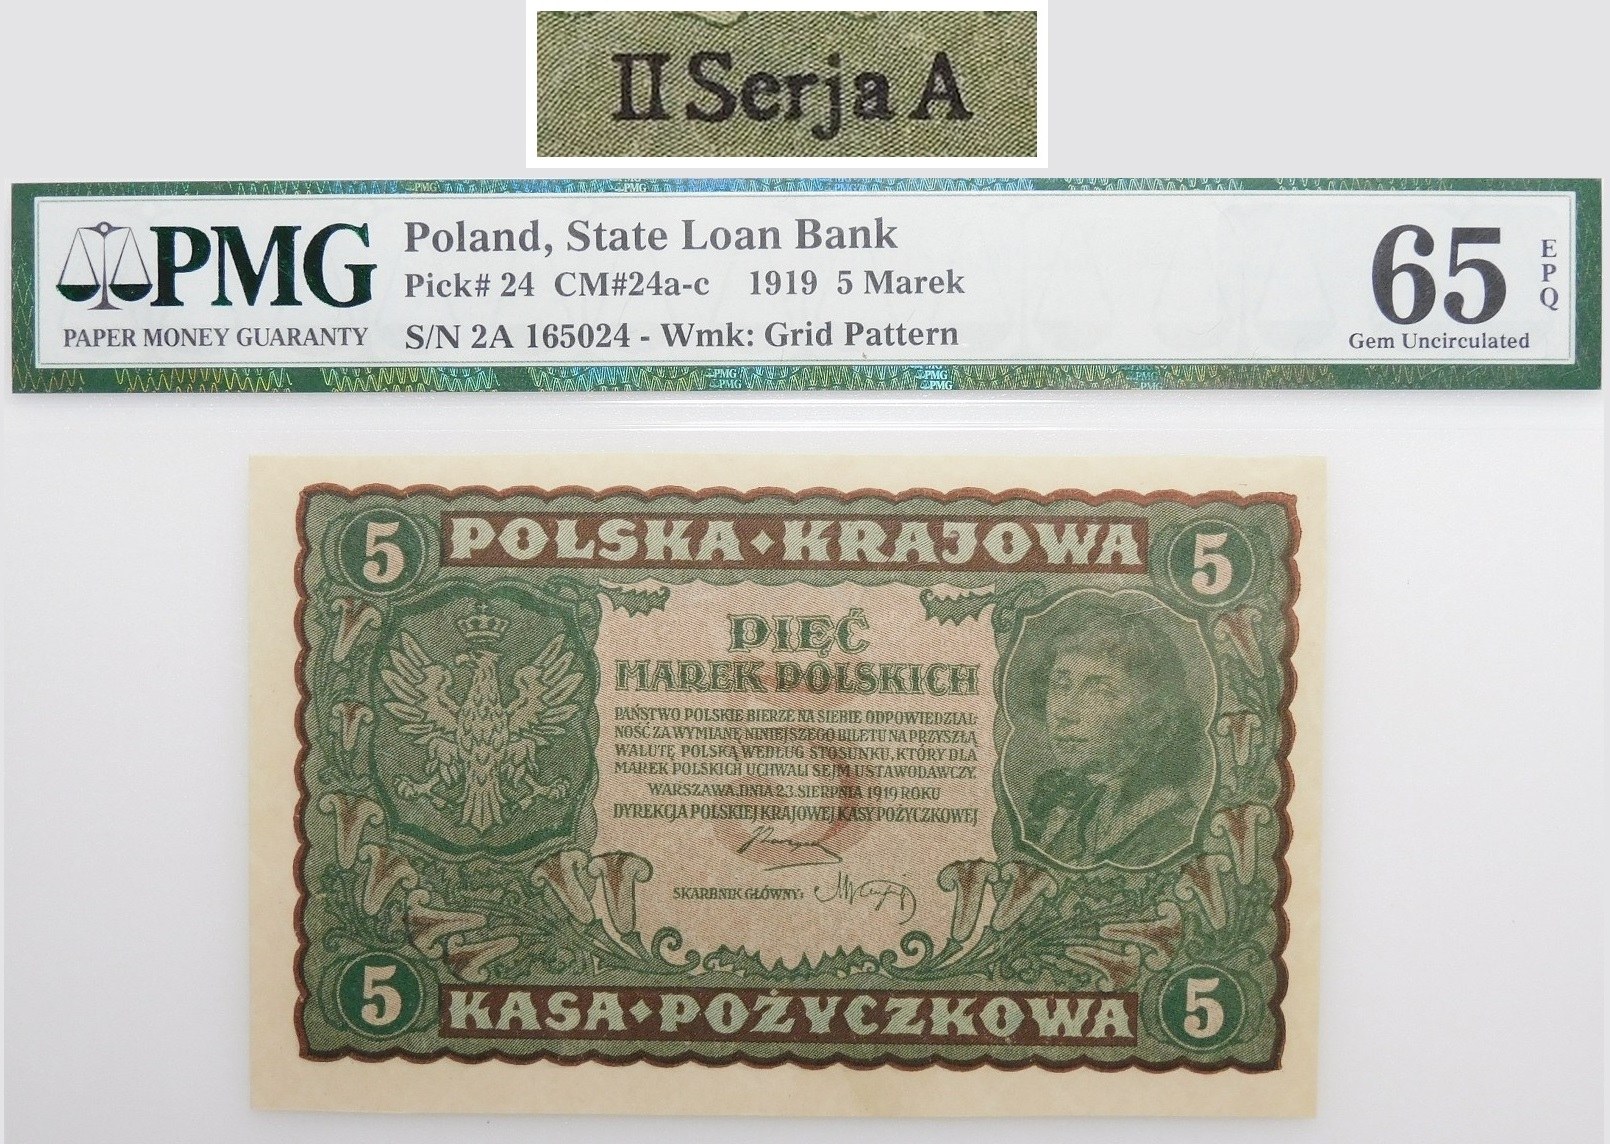 II Serja A
PMG
PAPER MONEY GUARANTY
Poland, State Loan Bank
Pick# 24 CM#24a-c 1919 5 Marek
S/N 2A 165024 - Wmk: Grid Pattern
65
EPQ
Gem Uncirculated
5 POLSKA·KRAJOWA 5
PIĘĆ
MAREK POLSKICH
PAŃSTWO POLSKIE BIERZE NA SIEBIE ODPOWIEDZIAL-
NOŚĆ ZA WYMIANĘ NINIEJSZEGO BILETU NA PRZYSZŁĄ
WALUTĘ POLSKĄ WEDŁUG STOSUNKU, KTÓRY DLA
MAREK POLSKICH UCHWALI SEJM USTAWODAWCZY.
WARSZAWA, DNIA 23. SIERPNIA 1919 ROKU
DYREKCJA POLSKIEJ KRAJOWEJ KASY POŻYCZKOWEJ
SKARBNIK GŁÓWNY:
5 KASA·POŻYCZKOWA 5